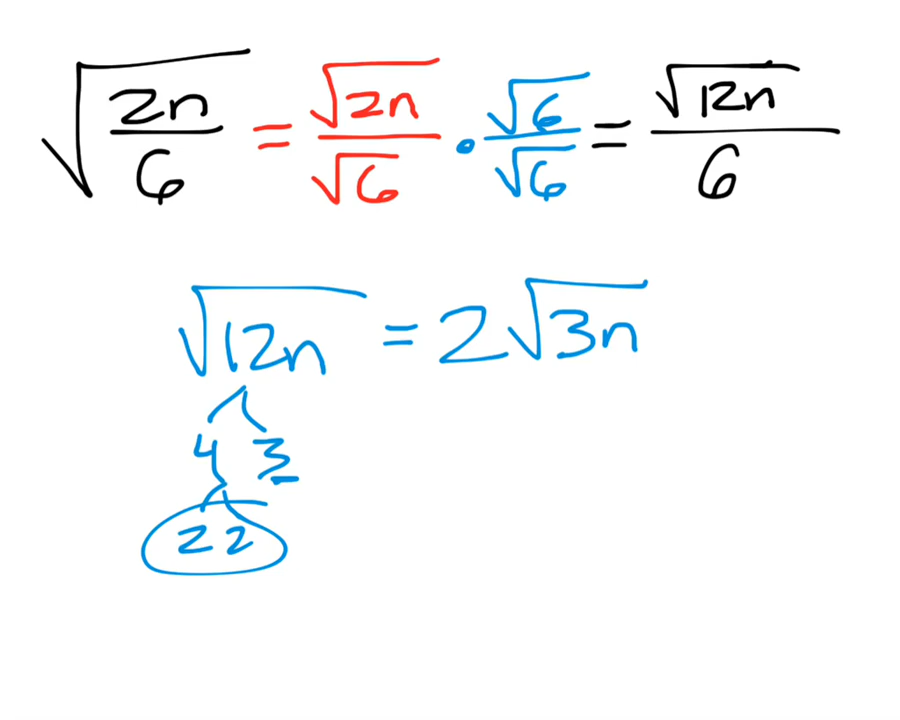 √(2n/6) = √2n/√6 · √6/√6 = √12n/6
√12n = 2√3n
4 3
2 2